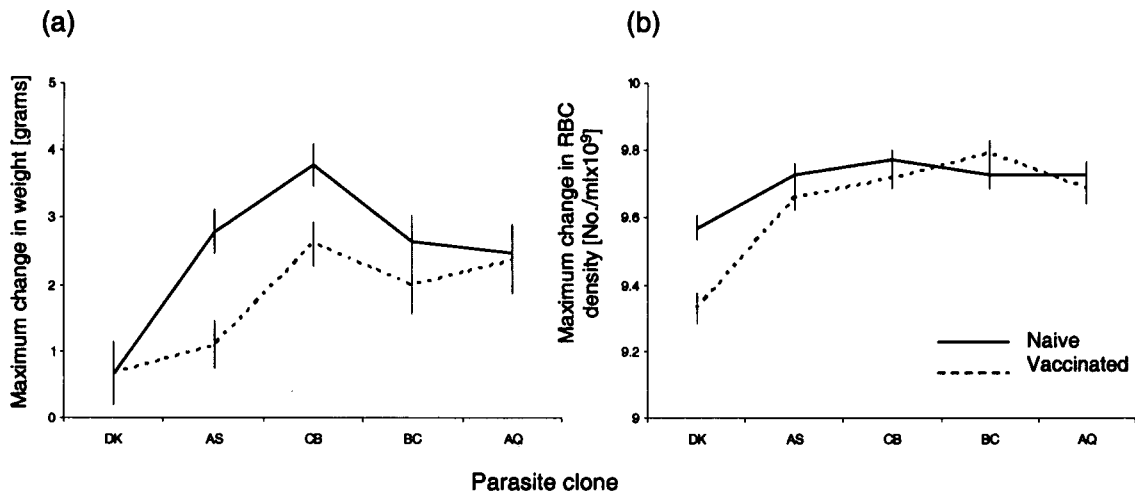 (a)
Maximum change in weight [grams]
5
4
3
2
1
0
DK AS CB BC AQ
(b)
Maximum change in RBC
density [No./mlx10⁹]
10
9.8
9.6
9.4
9.2
9
Naive
Vaccinated
DK AS CB BC AQ
Parasite clone